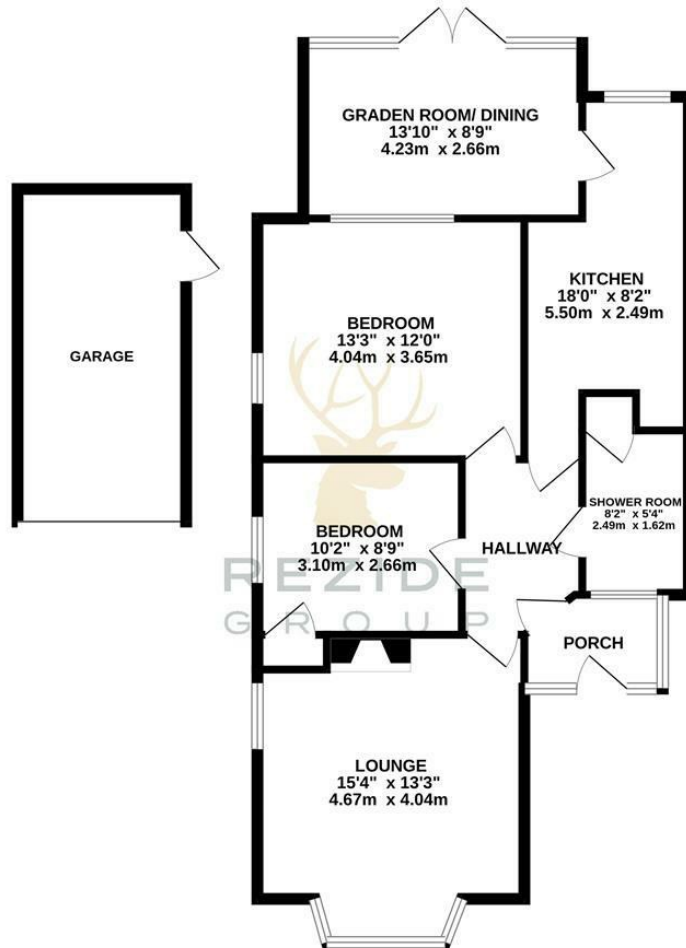 GRADEN ROOM/ DINING
13'10" x 8'9"
4.23m x 2.66m
KITCHEN
18'0" x 8'2"
5.50m x 2.49m
BEDROOM
13'3" x 12'0"
4.04m x 3.65m
GARAGE
SHOWER ROOM
8'2" x 5'4"
2.49m x 1.62m
BEDROOM
10'2" x 8'9"
3.10m x 2.66m
HALLWAY
REZIDE
GROUP
PORCH
LOUNGE
15'4" x 13'3"
4.67m x 4.04m